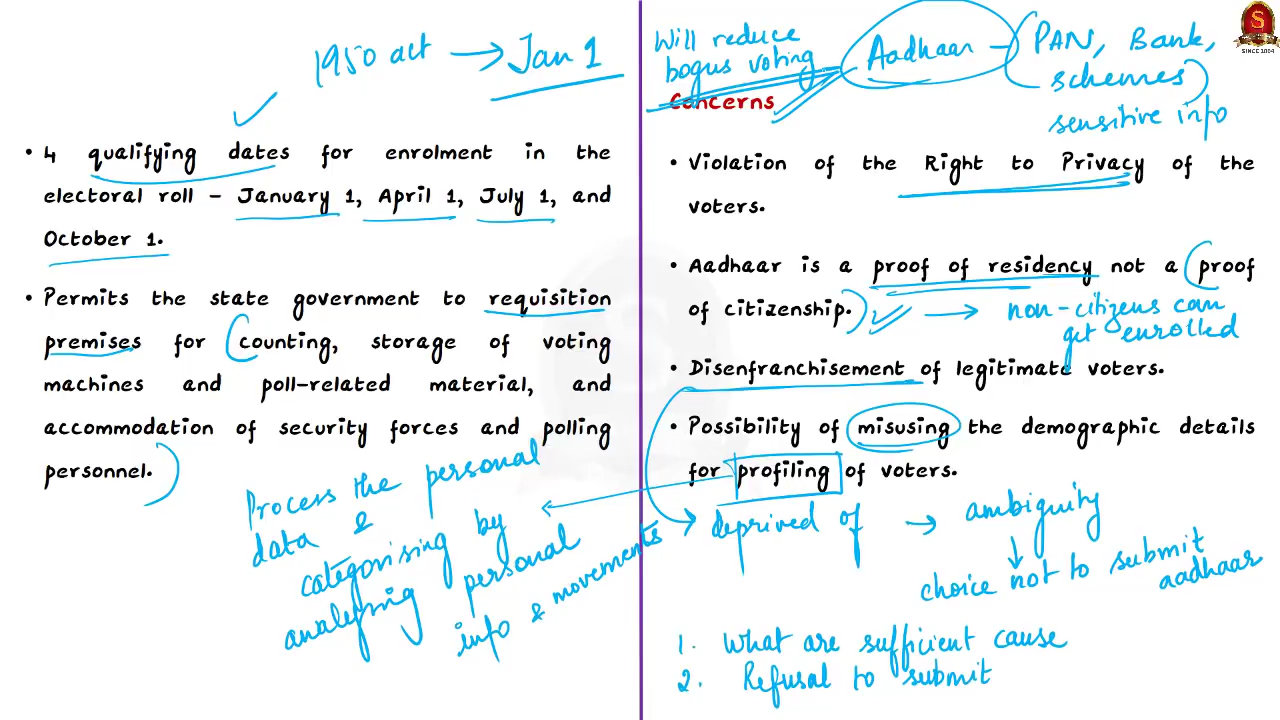 1950 act → Jan 1
• 4 qualifying dates for enrolment in the
electoral roll – January 1, April 1, July 1, and
October 1.
• Permits the state government to requisition
premises for (counting, storage of voting
machines and poll-related material, and
accommodation of security forces and polling
personnel.)
Process the personal
data &
categorising by
analysing personal
info & movements
Will reduce
bogus voting
Aadhaar – (PAN, Bank,
schemes)
sensitive info
SINCE 2004
Concerns
• Violation of the Right to Privacy of the
voters.
• Aadhaar is a proof of residency not a (proof
of citizenship.) → non-citizens can
get enrolled
• Disenfranchisement of legitimate voters.
• Possibility of misusing the demographic details
for profiling of voters.
deprived of → ambiguity
choice not to submit
aadhaar
1. What are sufficient cause
2. Refusal to submit